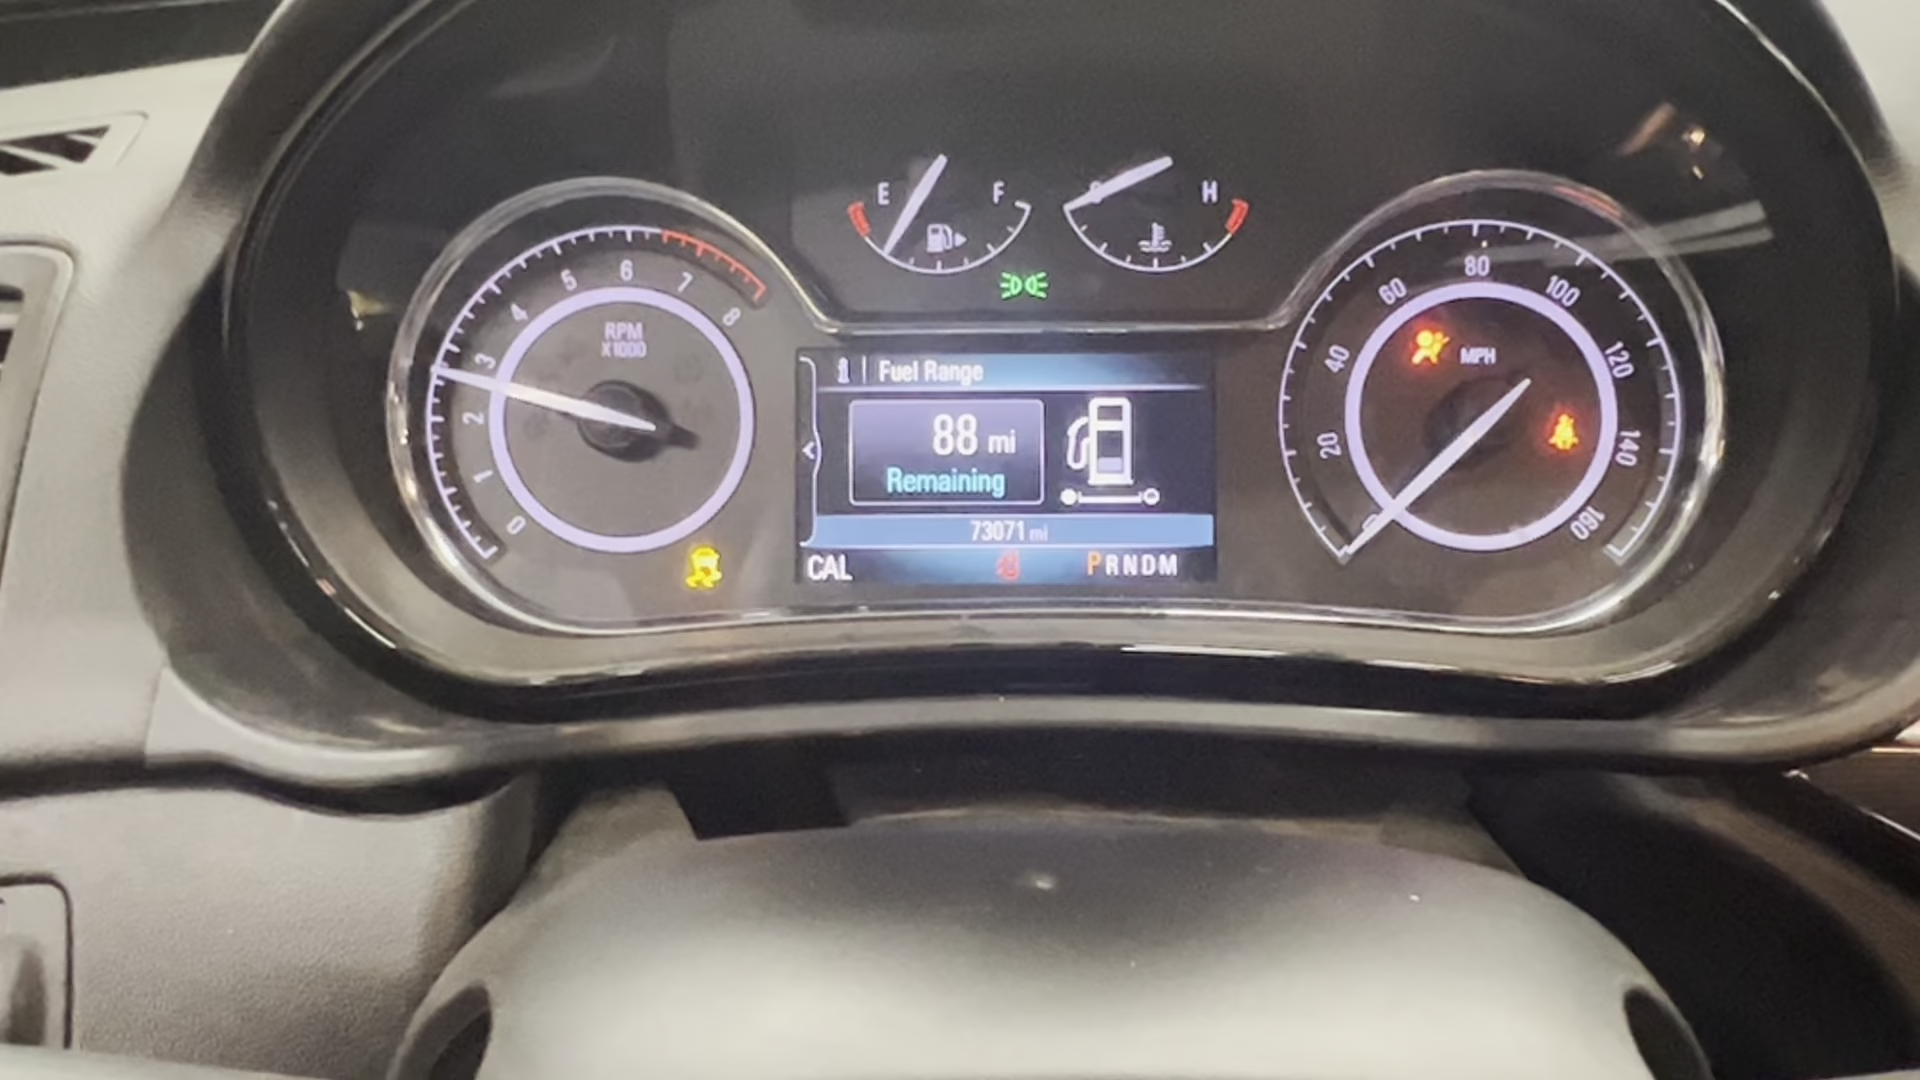 E F
H
0 1 2 3 4 5 6 7 8
RPM
X1000
i Fuel Range
88 mi
Remaining
73071 mi
CAL PRNDM
20 40 60 80 100 120 140 160
MPH